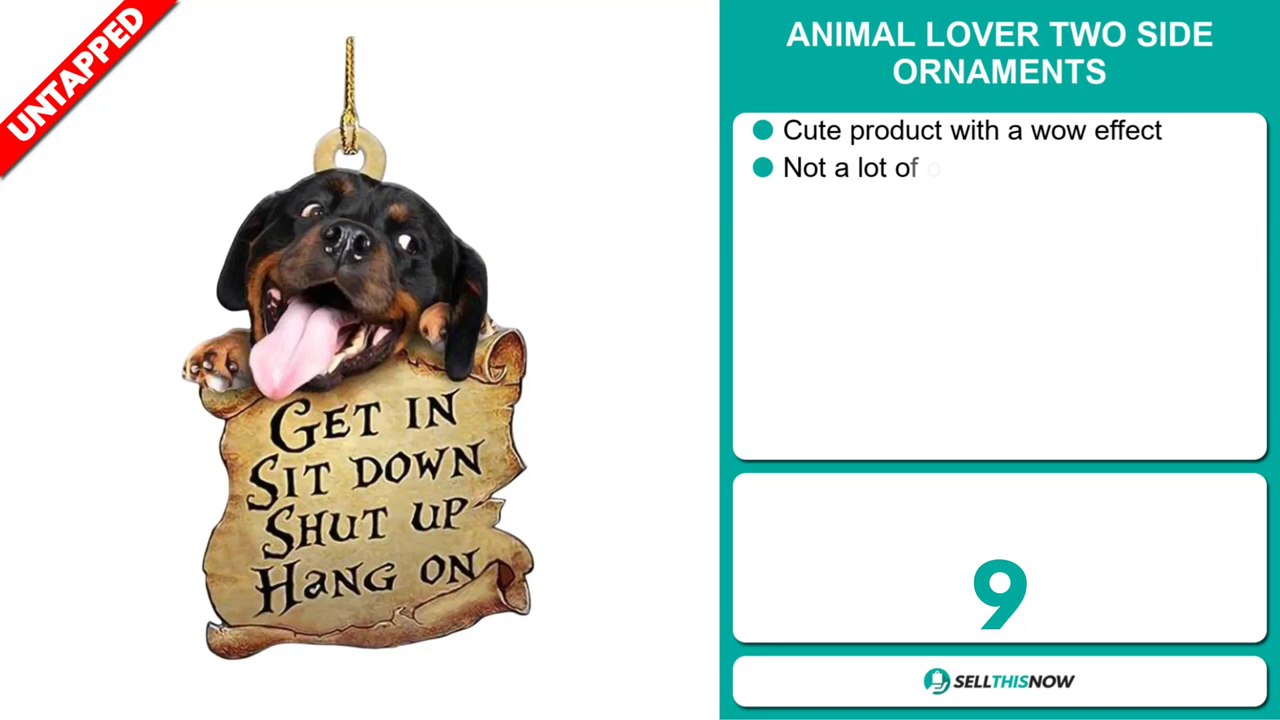 UNTAPPED
GET IN
SIT DOWN
SHUT UP
HANG ON
ANIMAL LOVER TWO SIDE
ORNAMENTS
Cute product with a wow effect
Not a lot of o
9
SELLTHISNOW